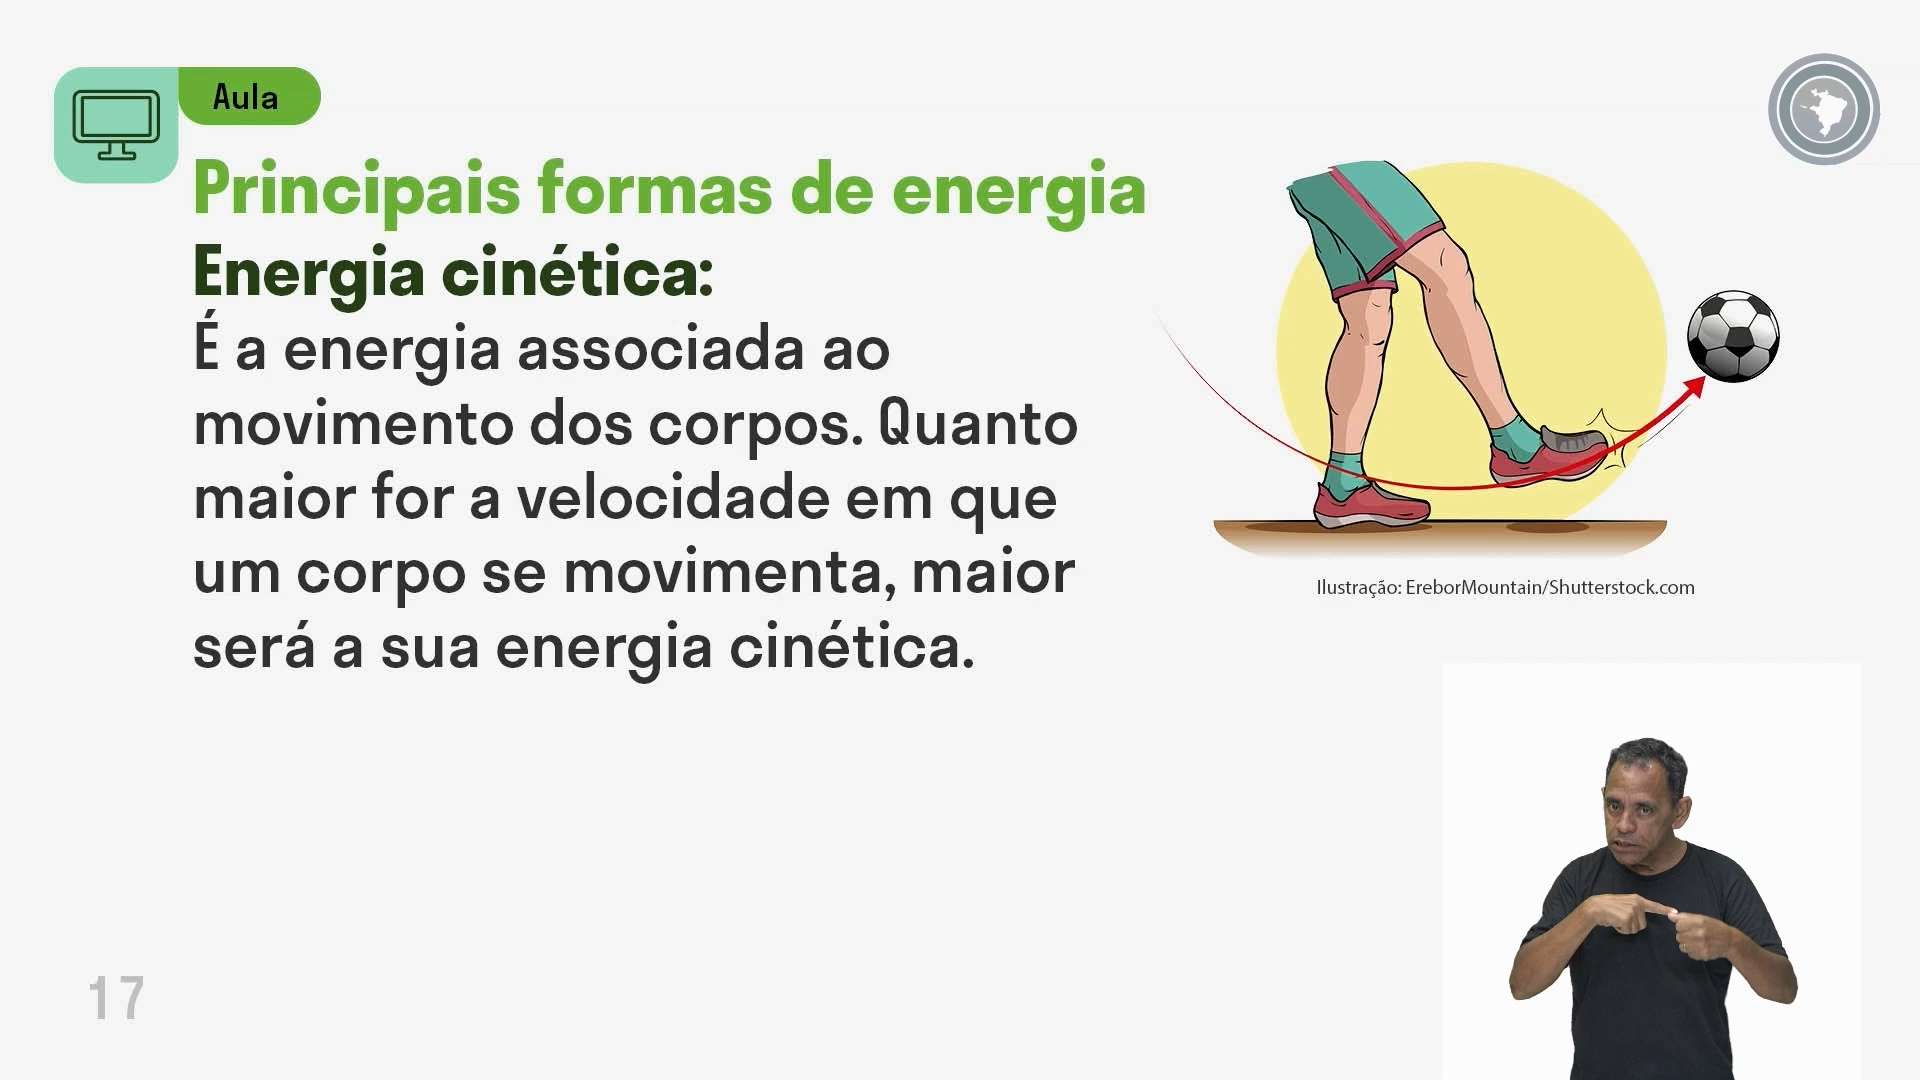 Aula
Principais formas de energia
Energia cinética:
É a energia associada ao
movimento dos corpos. Quanto
maior for a velocidade em que
um corpo se movimenta, maior
será a sua energia cinética.
Ilustração: EreborMountain/Shutterstock.com
17